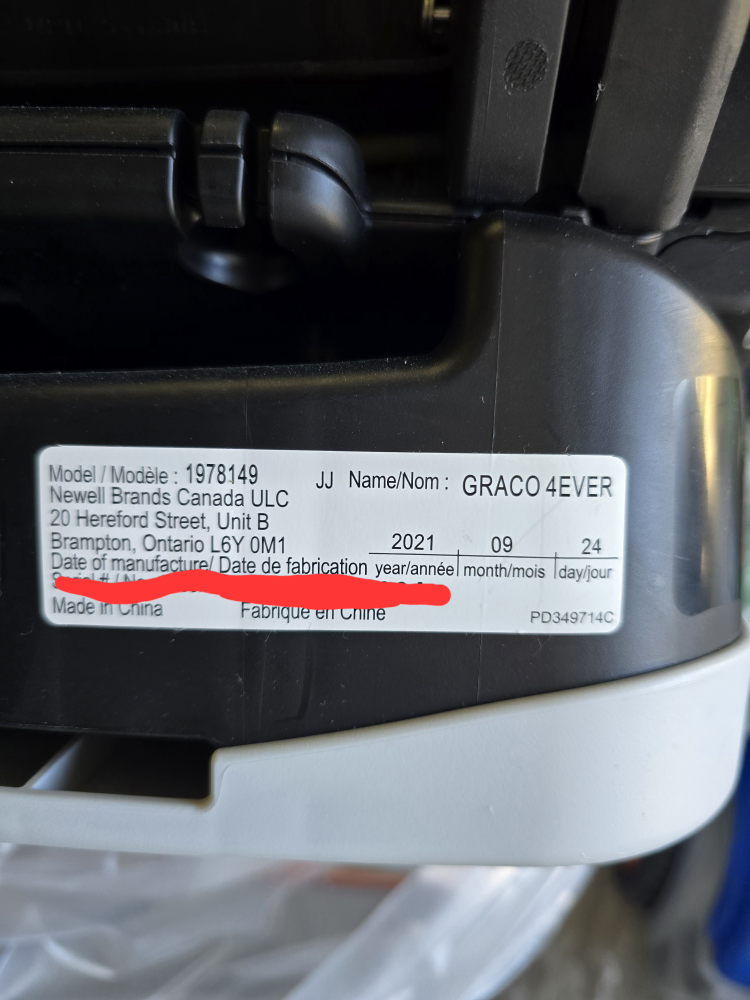 Model / Modèle : 1978149 JJ Name/Nom : GRACO 4EVER
Newell Brands Canada ULC
20 Hereford Street, Unit B
Brampton, Ontario L6Y 0M1 2021 09 24
Date of manufacture/ Date de fabrication year/année month/mois day/jour
Made in China Fabriqué en Chine PD349714C